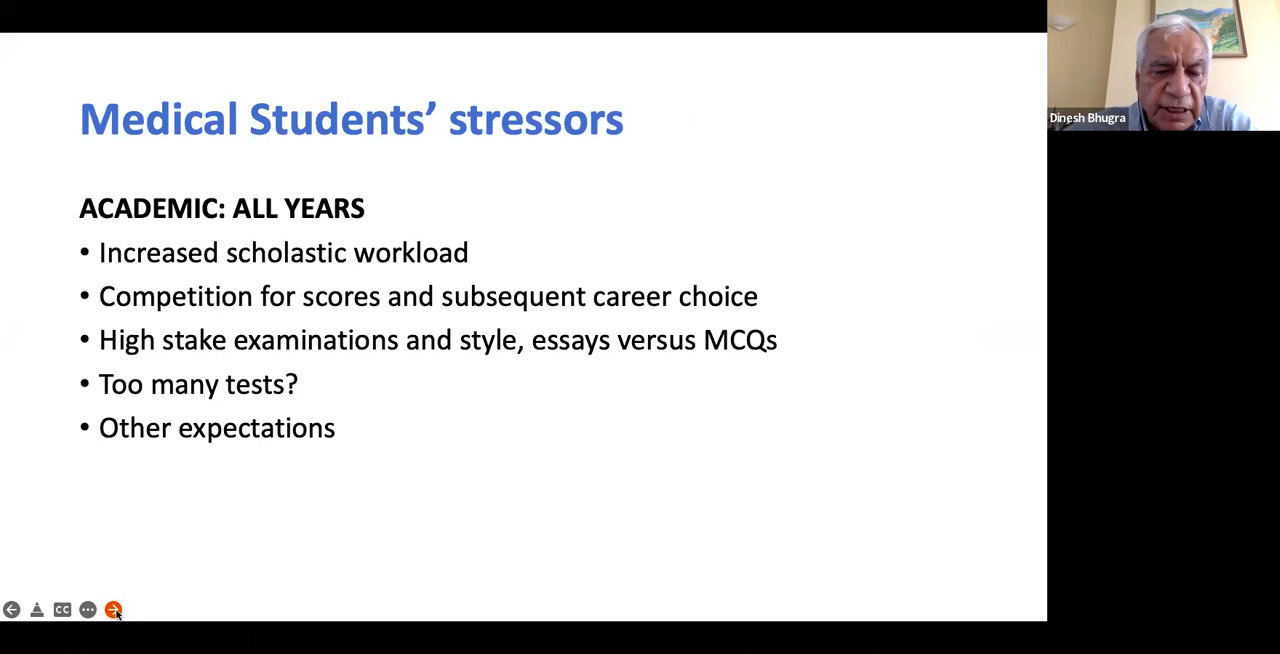 Medical Students’ stressors
ACADEMIC: ALL YEARS
• Increased scholastic workload
• Competition for scores and subsequent career choice
• High stake examinations and style, essays versus MCQs
• Too many tests?
• Other expectations
CC
Dinesh Bhugra